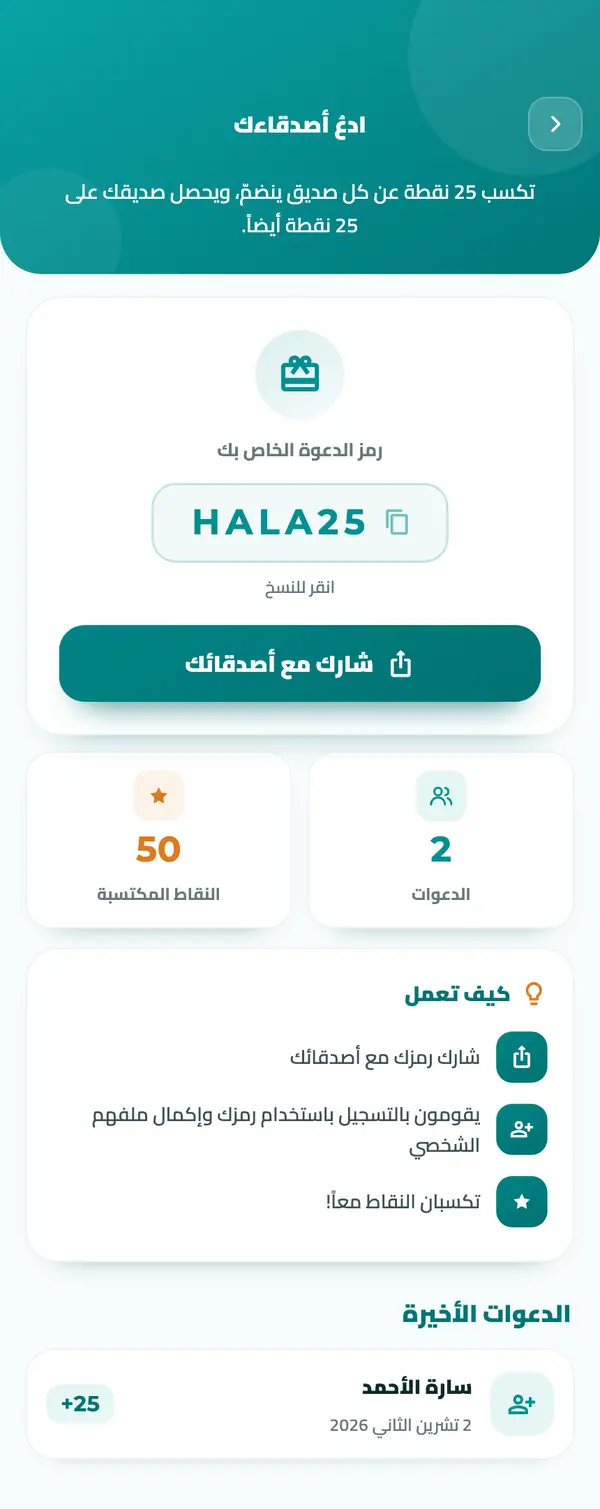 ادعُ أصدقاءك
تكسب 25 نقطة عن كل صديق ينضمّ، ويحصل صديقك على
25 نقطة أيضاً.
رمز الدعوة الخاص بك
HALA25
انقر للنسخ
شارك مع أصدقائك
2
الدعوات
50
النقاط المكتسبة
كيف تعمل
شارك رمزك مع أصدقائك
يقومون بالتسجيل باستخدام رمزك وإكمال ملفهم
الشخصي
تكسبان النقاط معاً!
الدعوات الأخيرة
سارة الأحمد
2 تشرين الثاني 2026
+25